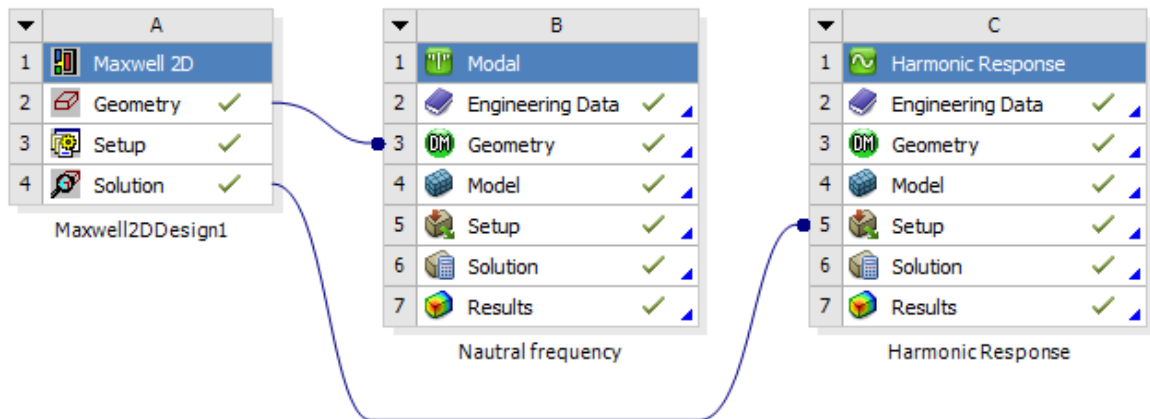 A
1 Maxwell 2D
2 Geometry
3 Setup
4 Solution
Maxwell2DDesign1
B
1 Modal
2 Engineering Data
3 DM Geometry
4 Model
5 Setup
6 Solution
7 Results
Nautral frequency
C
1 Harmonic Response
2 Engineering Data
3 DM Geometry
4 Model
5 Setup
6 Solution
7 Results
Harmonic Response